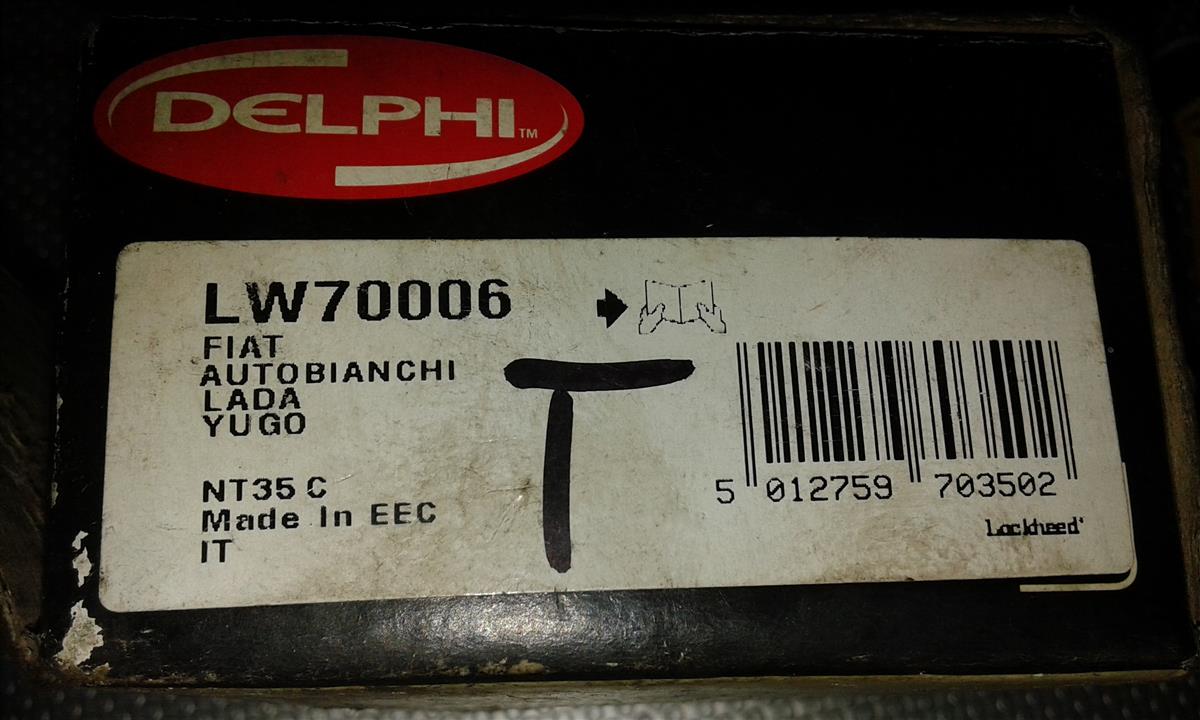 DELPHI™
LW70006
FIAT
AUTOBIANCHI
LADA
YUGO
T
NT35 C
Made In EEC
IT
5 012759 703502
Lockheed*